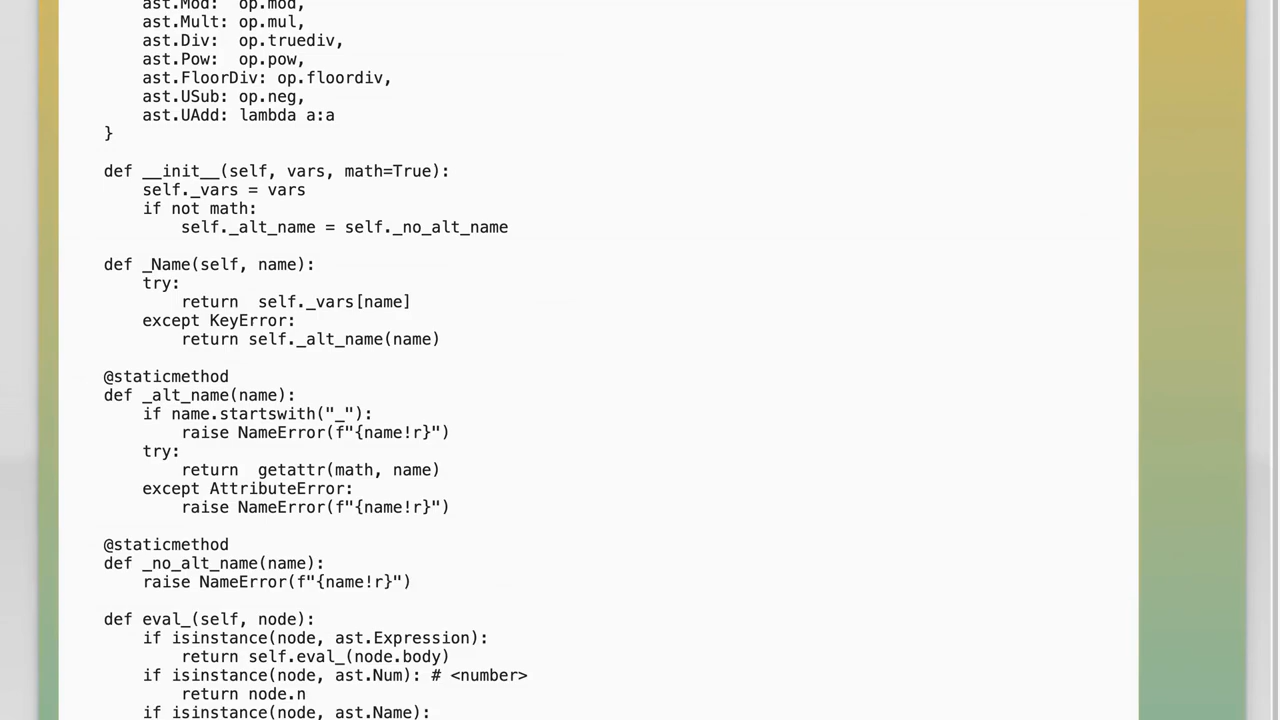 ast.Mod:  op.mod,
ast.Mult: op.mul,
ast.Div:  op.truediv,
ast.Pow:  op.pow,
ast.FloorDiv: op.floordiv,
ast.USub: op.neg,
ast.UAdd: lambda a:a
}
def __init__(self, vars, math=True):
self._vars = vars
if not math:
self._alt_name = self._no_alt_name
def _Name(self, name):
try:
return  self._vars[name]
except KeyError:
return self._alt_name(name)
@staticmethod
def _alt_name(name):
if name.startswith("_"):
raise NameError(f"{name!r}")
try:
return  getattr(math, name)
except AttributeError:
raise NameError(f"{name!r}")
@staticmethod
def _no_alt_name(name):
raise NameError(f"{name!r}")
def eval_(self, node):
if isinstance(node, ast.Expression):
return self.eval_(node.body)
if isinstance(node, ast.Num): # <number>
return node.n
if isinstance(node, ast.Name):